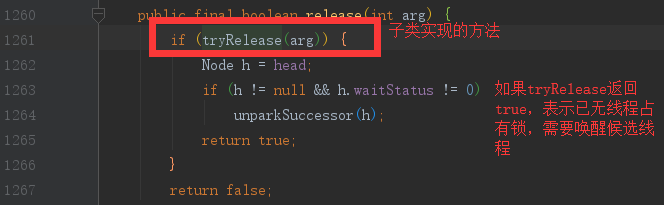 1260 public final boolean release(int arg) {
1261 if (tryRelease(arg)) { 子类实现的方法
1262 Node h = head;
1263 if (h != null && h.waitStatus != 0)
1264 unparkSuccessor(h);
1265 return true;
1266 }
1267 return false;
如果tryRelease返回
true，表示已无线程占
有锁，需要唤醒候选线
程